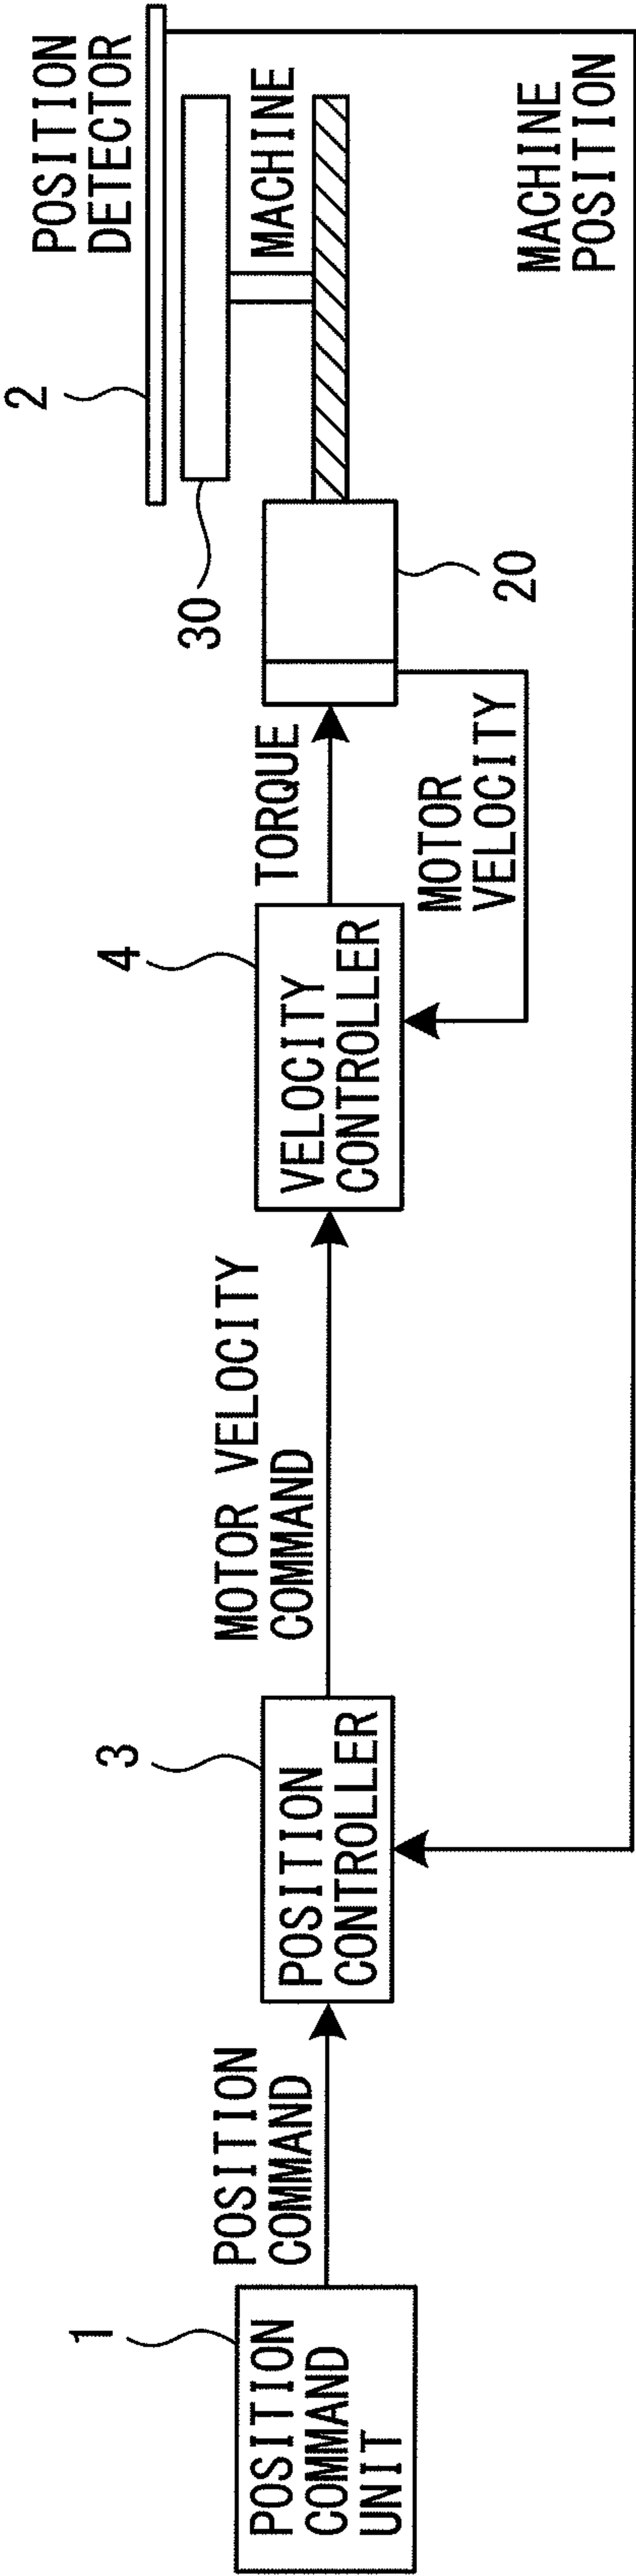 1
POSITION
COMMAND
UNIT
POSITION
COMMAND
3
POSITION
CONTROLLER
MOTOR VELOCITY
COMMAND
4
VELOCITY
CONTROLLER
TORQUE
MOTOR
VELOCITY
20
30
2
POSITION
DETECTOR
MACHINE
MACHINE
POSITION